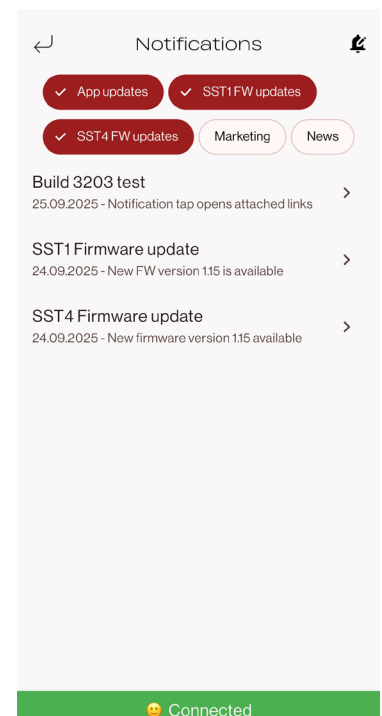 Notifications
App updates
SST1 FW updates
SST4 FW updates
Marketing
News
Build 3203 test
25.09.2025 - Notification tap opens attached links
SST1 Firmware update
24.09.2025 - New FW version 1.15 is available
SST4 Firmware update
24.09.2025 - New firmware version 1.15 available
🙂 Connected